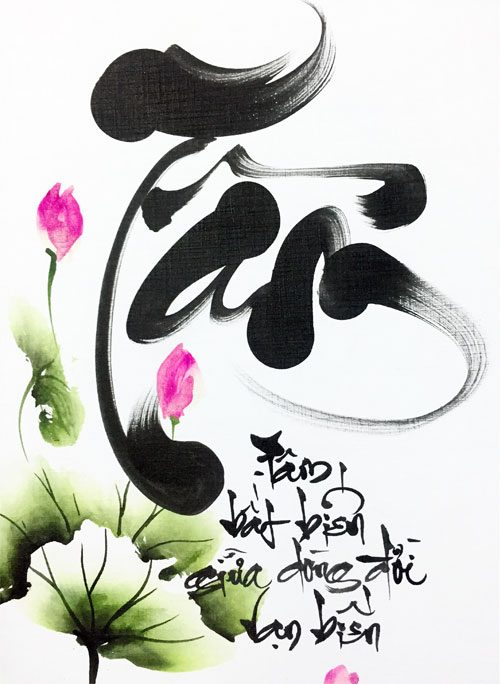 Tâm
Tâm
bất biến
giữa dòng đời
vạn biến